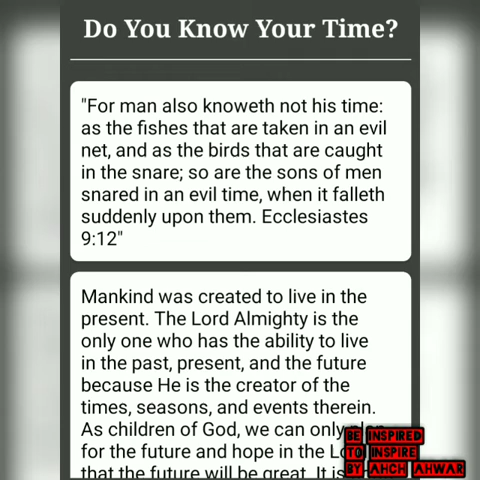 Do You Know Your Time?
"For man also knoweth not his time:
as the fishes that are taken in an evil
net, and as the birds that are caught
in the snare; so are the sons of men
snared in an evil time, when it falleth
suddenly upon them. Ecclesiastes
9:12"
Mankind was created to live in the
present. The Lord Almighty is the
only one who has the ability to live
in the past, present, and the future
because He is the creator of the
times, seasons, and events therein.
As children of God, we can only
for the future and hope in the
that the future will be great. It is
BE INSPIRED
TO INSPIRE
BY AHCH AHWAR